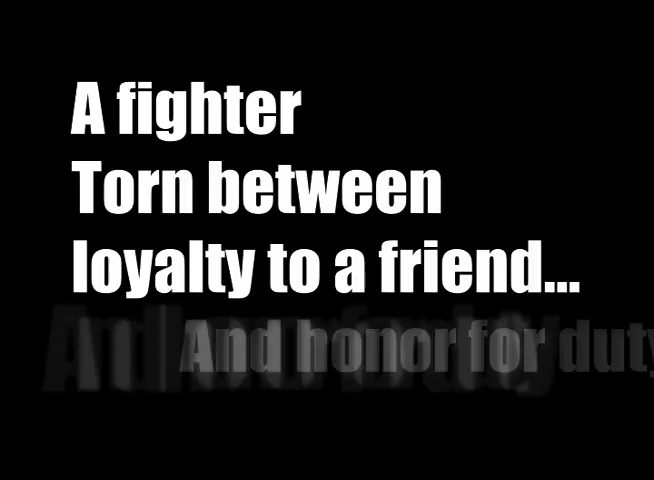 A fighter
Torn between
loyalty to a friend...
And honor for duty